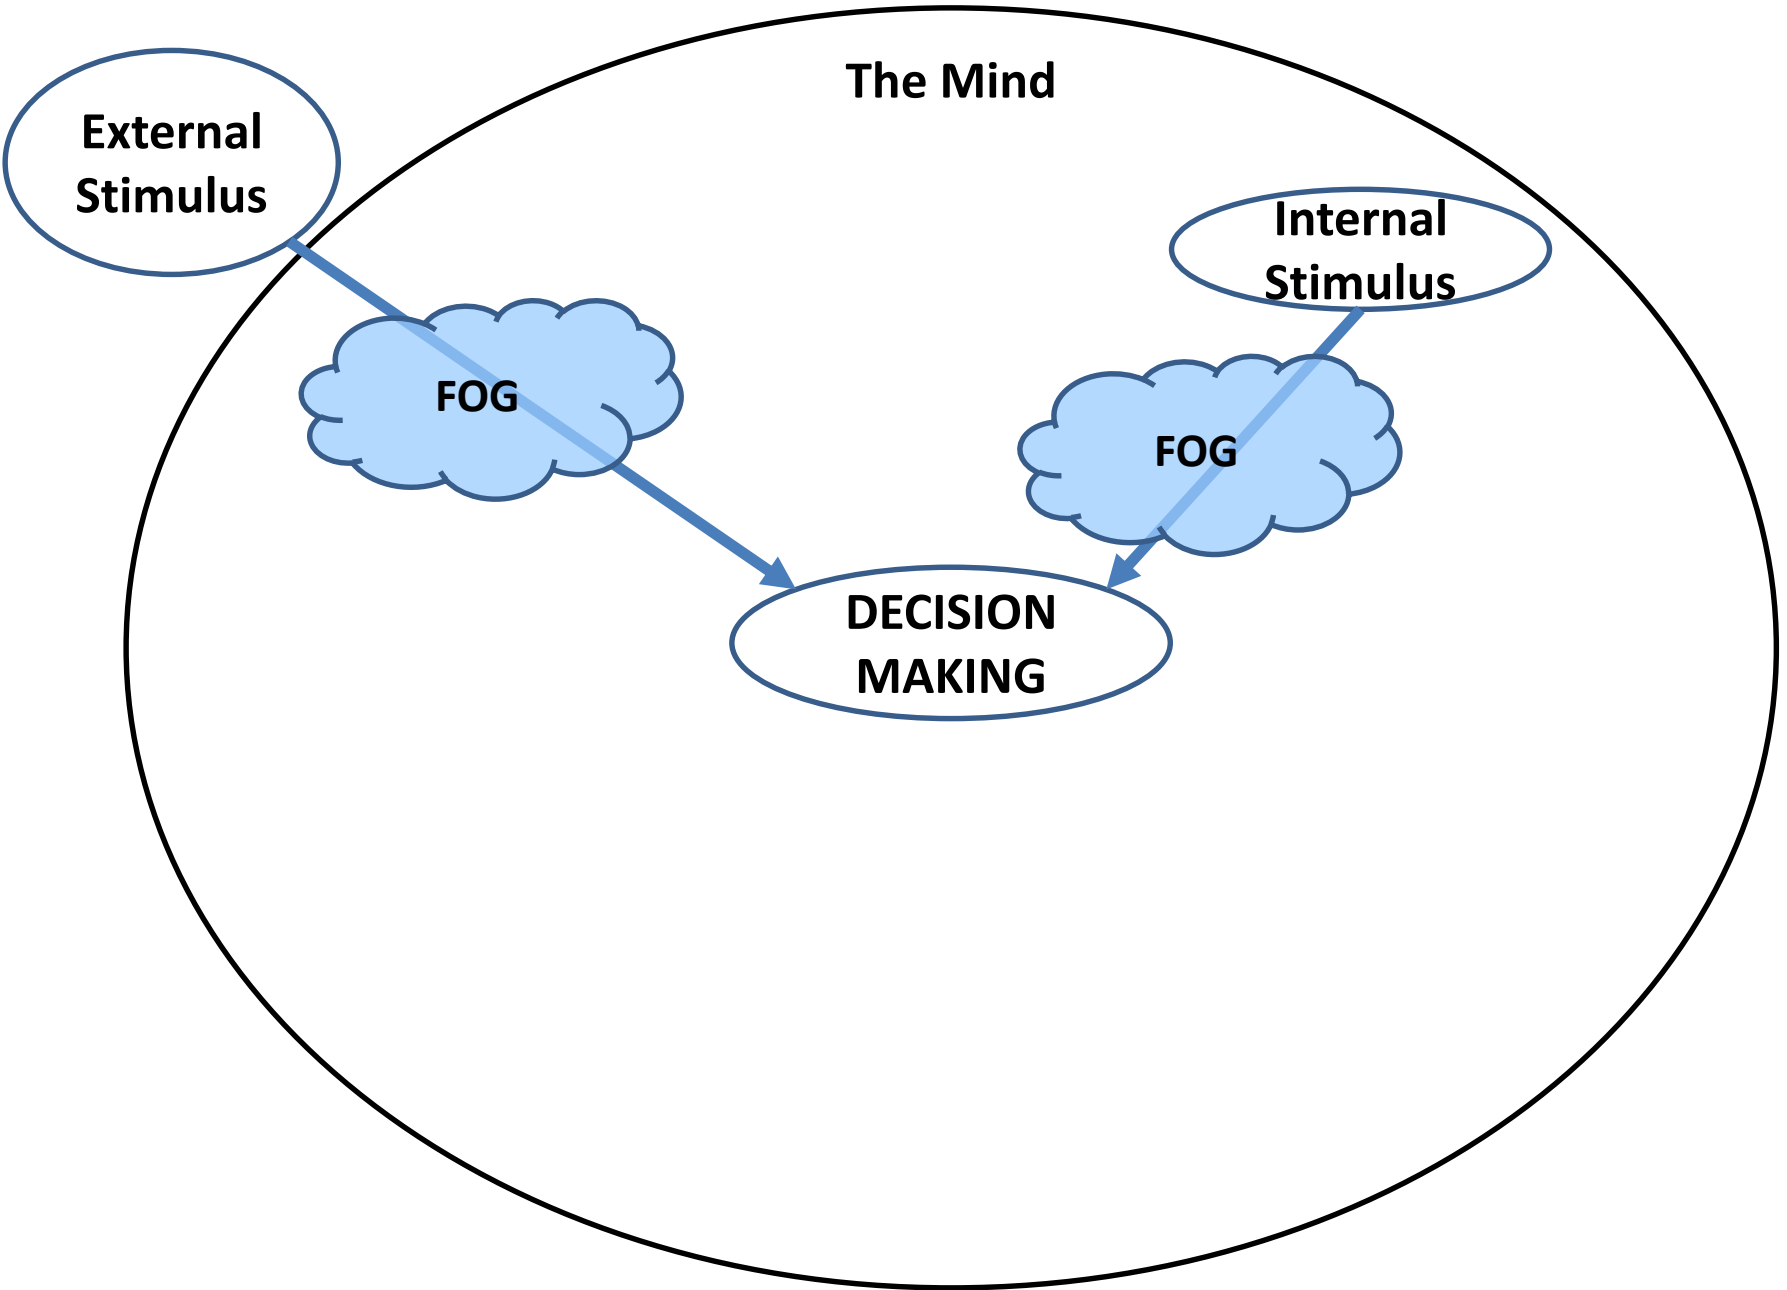 The Mind
External
Stimulus
Internal
Stimulus
FOG
FOG
DECISION
MAKING